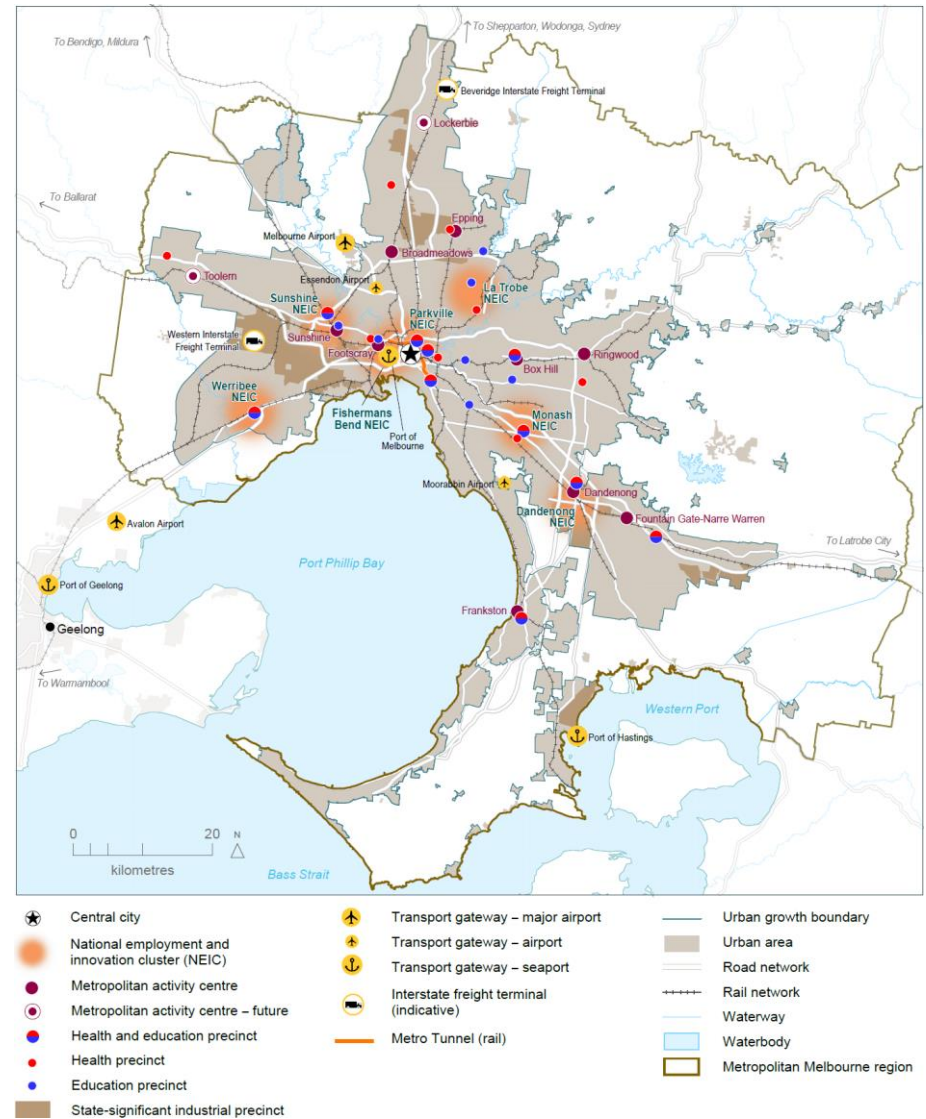 To Shepparton, Wodonga, Sydney
To Bendigo, Mildura
Beveridge Interstate Freight Terminal
Lockerbie
To Ballarat
Epping
Melbourne Airport
Broadmeadows
Toolern
Essendon Airport
La Trobe
NEIC
Sunshine
NEIC
Parkville
NEIC
Western Interstate
Freight Terminal
Sunshine
Footscray
Ringwood
Box Hill
Werribee
NEIC
Fishermans
Bend NEIC
Port of
Melbourne
Monash
NEIC
Moorabbin Airport
Dandenong
Dandenong
NEIC
Fountain Gate-Narre Warren
Avalon Airport
To Latrobe City
Port Phillip Bay
Port of Geelong
Geelong
Frankston
To Warrnambool
Western Port
Port of Hastings
0 20
N
kilometres
Bass Strait
Central city
National employment and
innovation cluster (NEIC)
Metropolitan activity centre
Metropolitan activity centre – future
Health and education precinct
Health precinct
Education precinct
State-significant industrial precinct
Transport gateway – major airport
Transport gateway – airport
Transport gateway – seaport
Interstate freight terminal
(indicative)
Metro Tunnel (rail)
Urban growth boundary
Urban area
Road network
Rail network
Waterway
Waterbody
Metropolitan Melbourne region